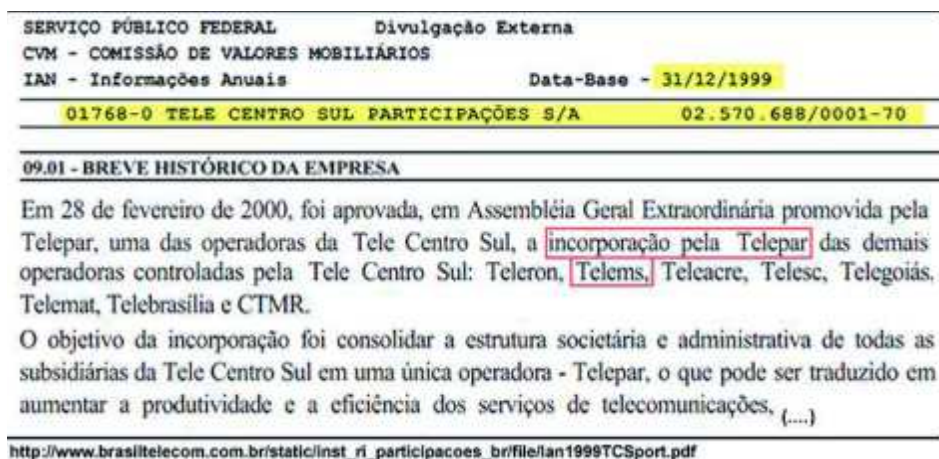 SERVIÇO PÚBLICO FEDERAL Divulgação Externa
CVM - COMISSÃO DE VALORES MOBILIÁRIOS
IAN - Informações Anuais Data-Base - 31/12/1999
01768-0 TELE CENTRO SUL PARTICIPAÇÕES S/A 02.570.688/0001-70
09.01 - BREVE HISTÓRICO DA EMPRESA
Em 28 de fevereiro de 2000, foi aprovada, em Assembléia Geral Extraordinária promovida pela
Telepar, uma das operadoras da Tele Centro Sul, a incorporação pela Telepar das demais
operadoras controladas pela Tele Centro Sul: Teleron, Telems, Teleacre, Telesc, Telegoiás.
Telemat, Telebrasília e CTMR.
O objetivo da incorporação foi consolidar a estrutura societária e administrativa de todas as
subsidiárias da Tele Centro Sul em uma única operadora - Telepar, o que pode ser traduzido em
aumentar a produtividade e a eficiência dos serviços de telecomunicações. (....)
http://www.brasiltelecom.com.br/static/inst_ri_participacoes_br/file/Ian1999TCSport.pdf